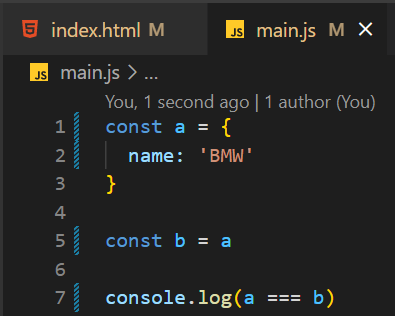 index.html M main.js M
JS main.js > ...
You, 1 second ago | 1 author (You)
1 const a = {
2   name: 'BMW'
3 }
4
5 const b = a
6
7 console.log(a === b)